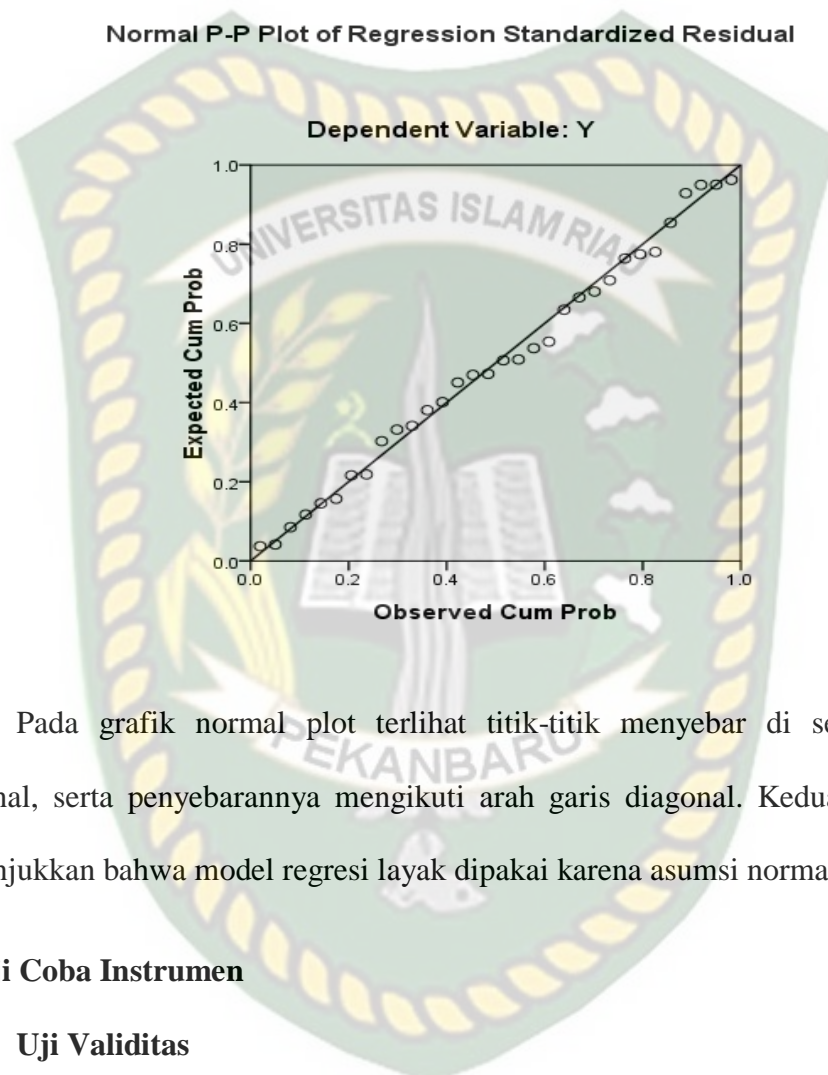 Normal P-P Plot of Regression Standardized Residual
Dependent Variable: Y
UNIVERSITAS ISLAM RIAU
Expected Cum Prob
1.0
0.8
0.6
0.4
0.2
0.0
0.0 0.2 0.4 0.6 0.8 1.0
Observed Cum Prob
Pada grafik normal plot terlihat titik-titik menyebar di se
nal, serta penyebarannya mengikuti arah garis diagonal. Kedua
njukkan bahwa model regresi layak dipakai karena asumsi norma
PEKANBARU
i Coba Instrumen
Uji Validitas